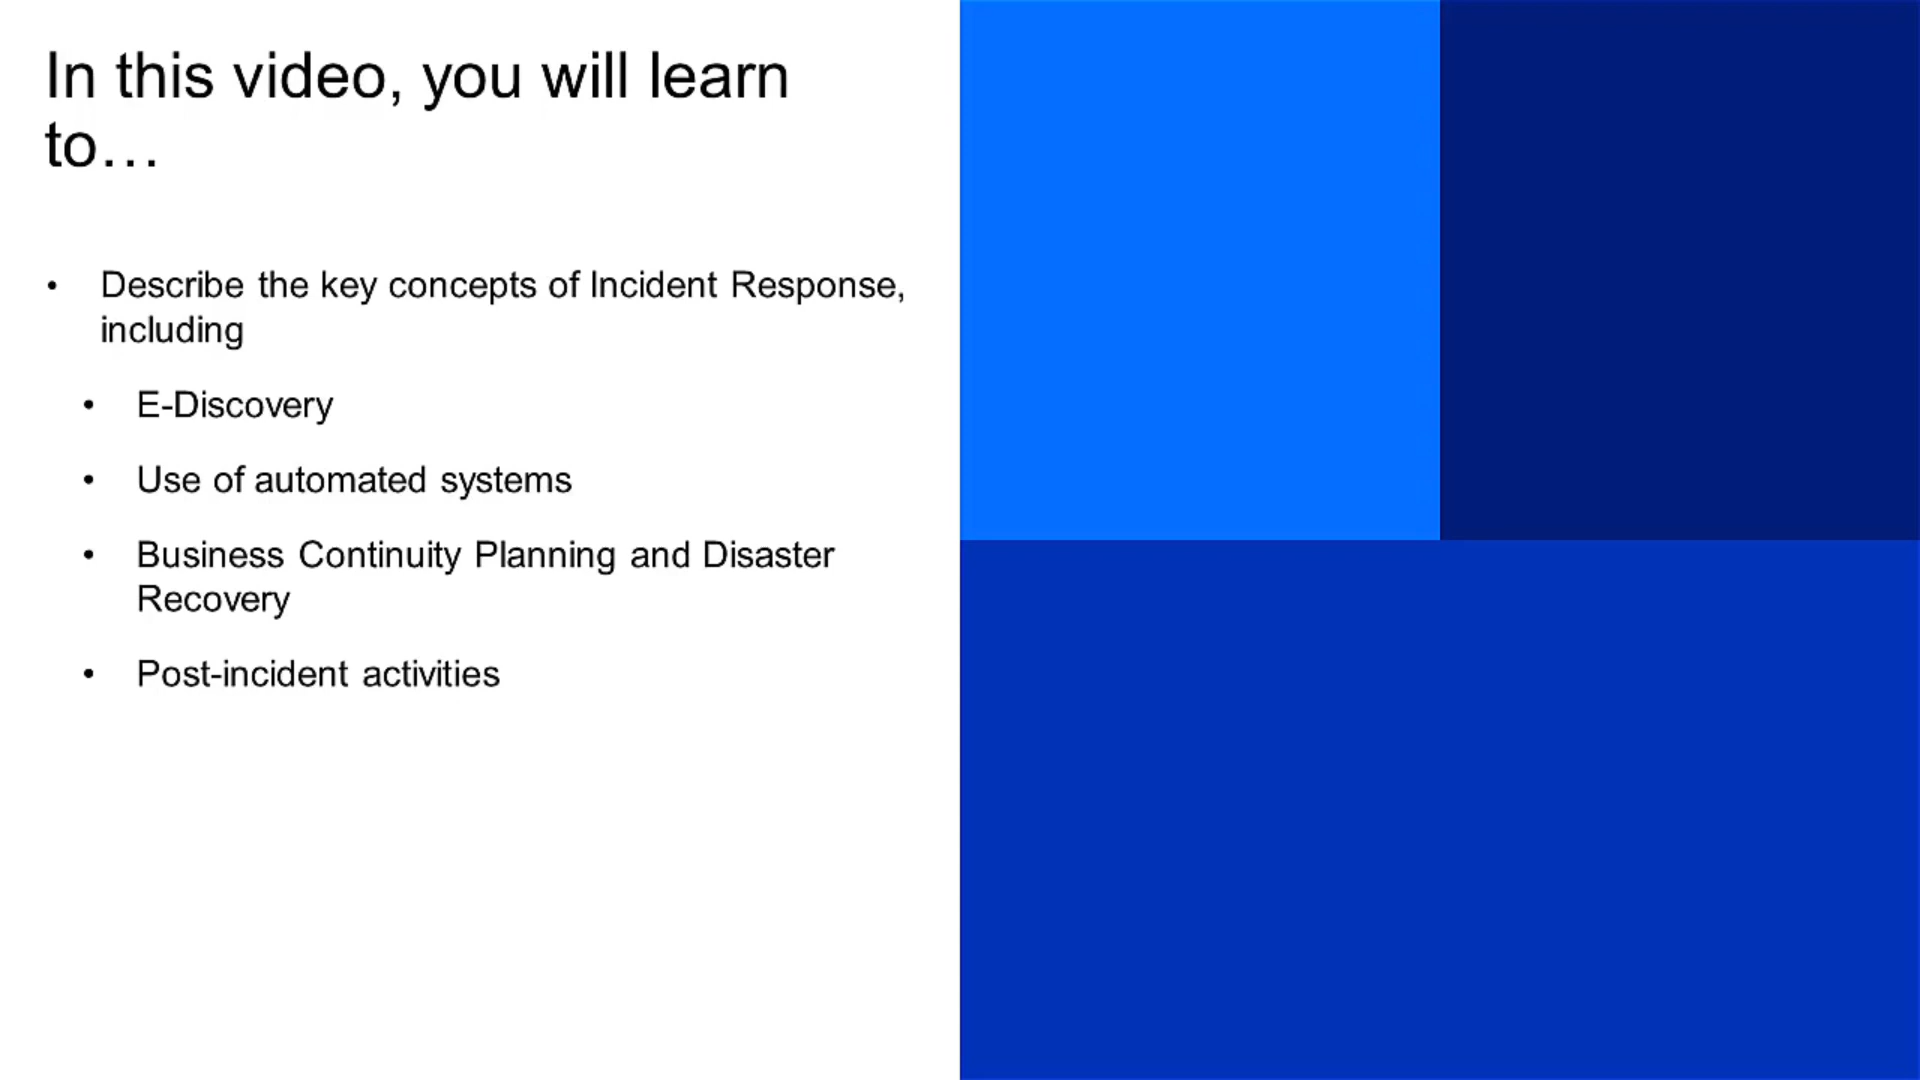 In this video, you will learn
to…
• Describe the key concepts of Incident Response,
including
• E-Discovery
• Use of automated systems
• Business Continuity Planning and Disaster
Recovery
• Post-incident activities